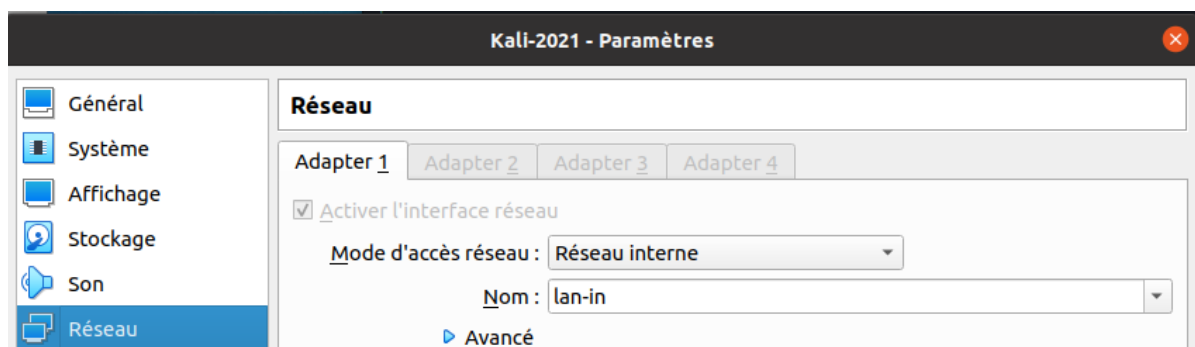 Kali-2021 - Paramètres
Général
Système
Affichage
Stockage
Son
Réseau
Réseau
Adapter 1 Adapter 2 Adapter 3 Adapter 4
Activer l'interface réseau
Mode d'accès réseau : Réseau interne
Nom : lan-in
Avancé